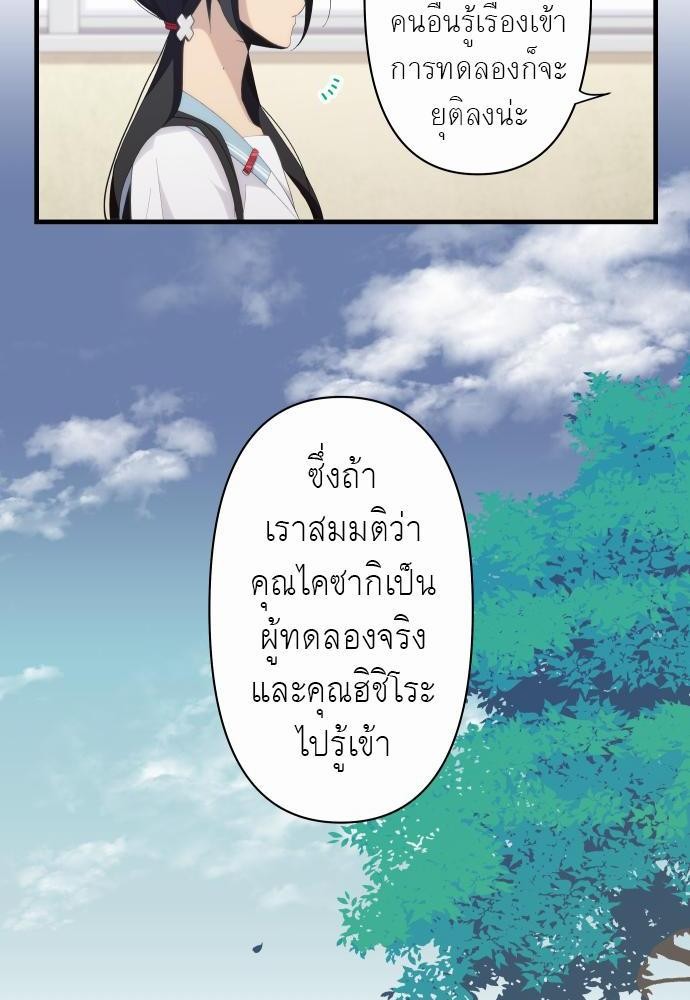 คนอื่นรู้เรื่องเข้า
การทดลองก็จะ
ยุติลงน่ะ
ซึ่งถ้า
เราสมมติว่า
คุณไคซากิเป็น
ผู้ทดลองจริง
และคุณฮิชิโระ
ไปรู้เข้า